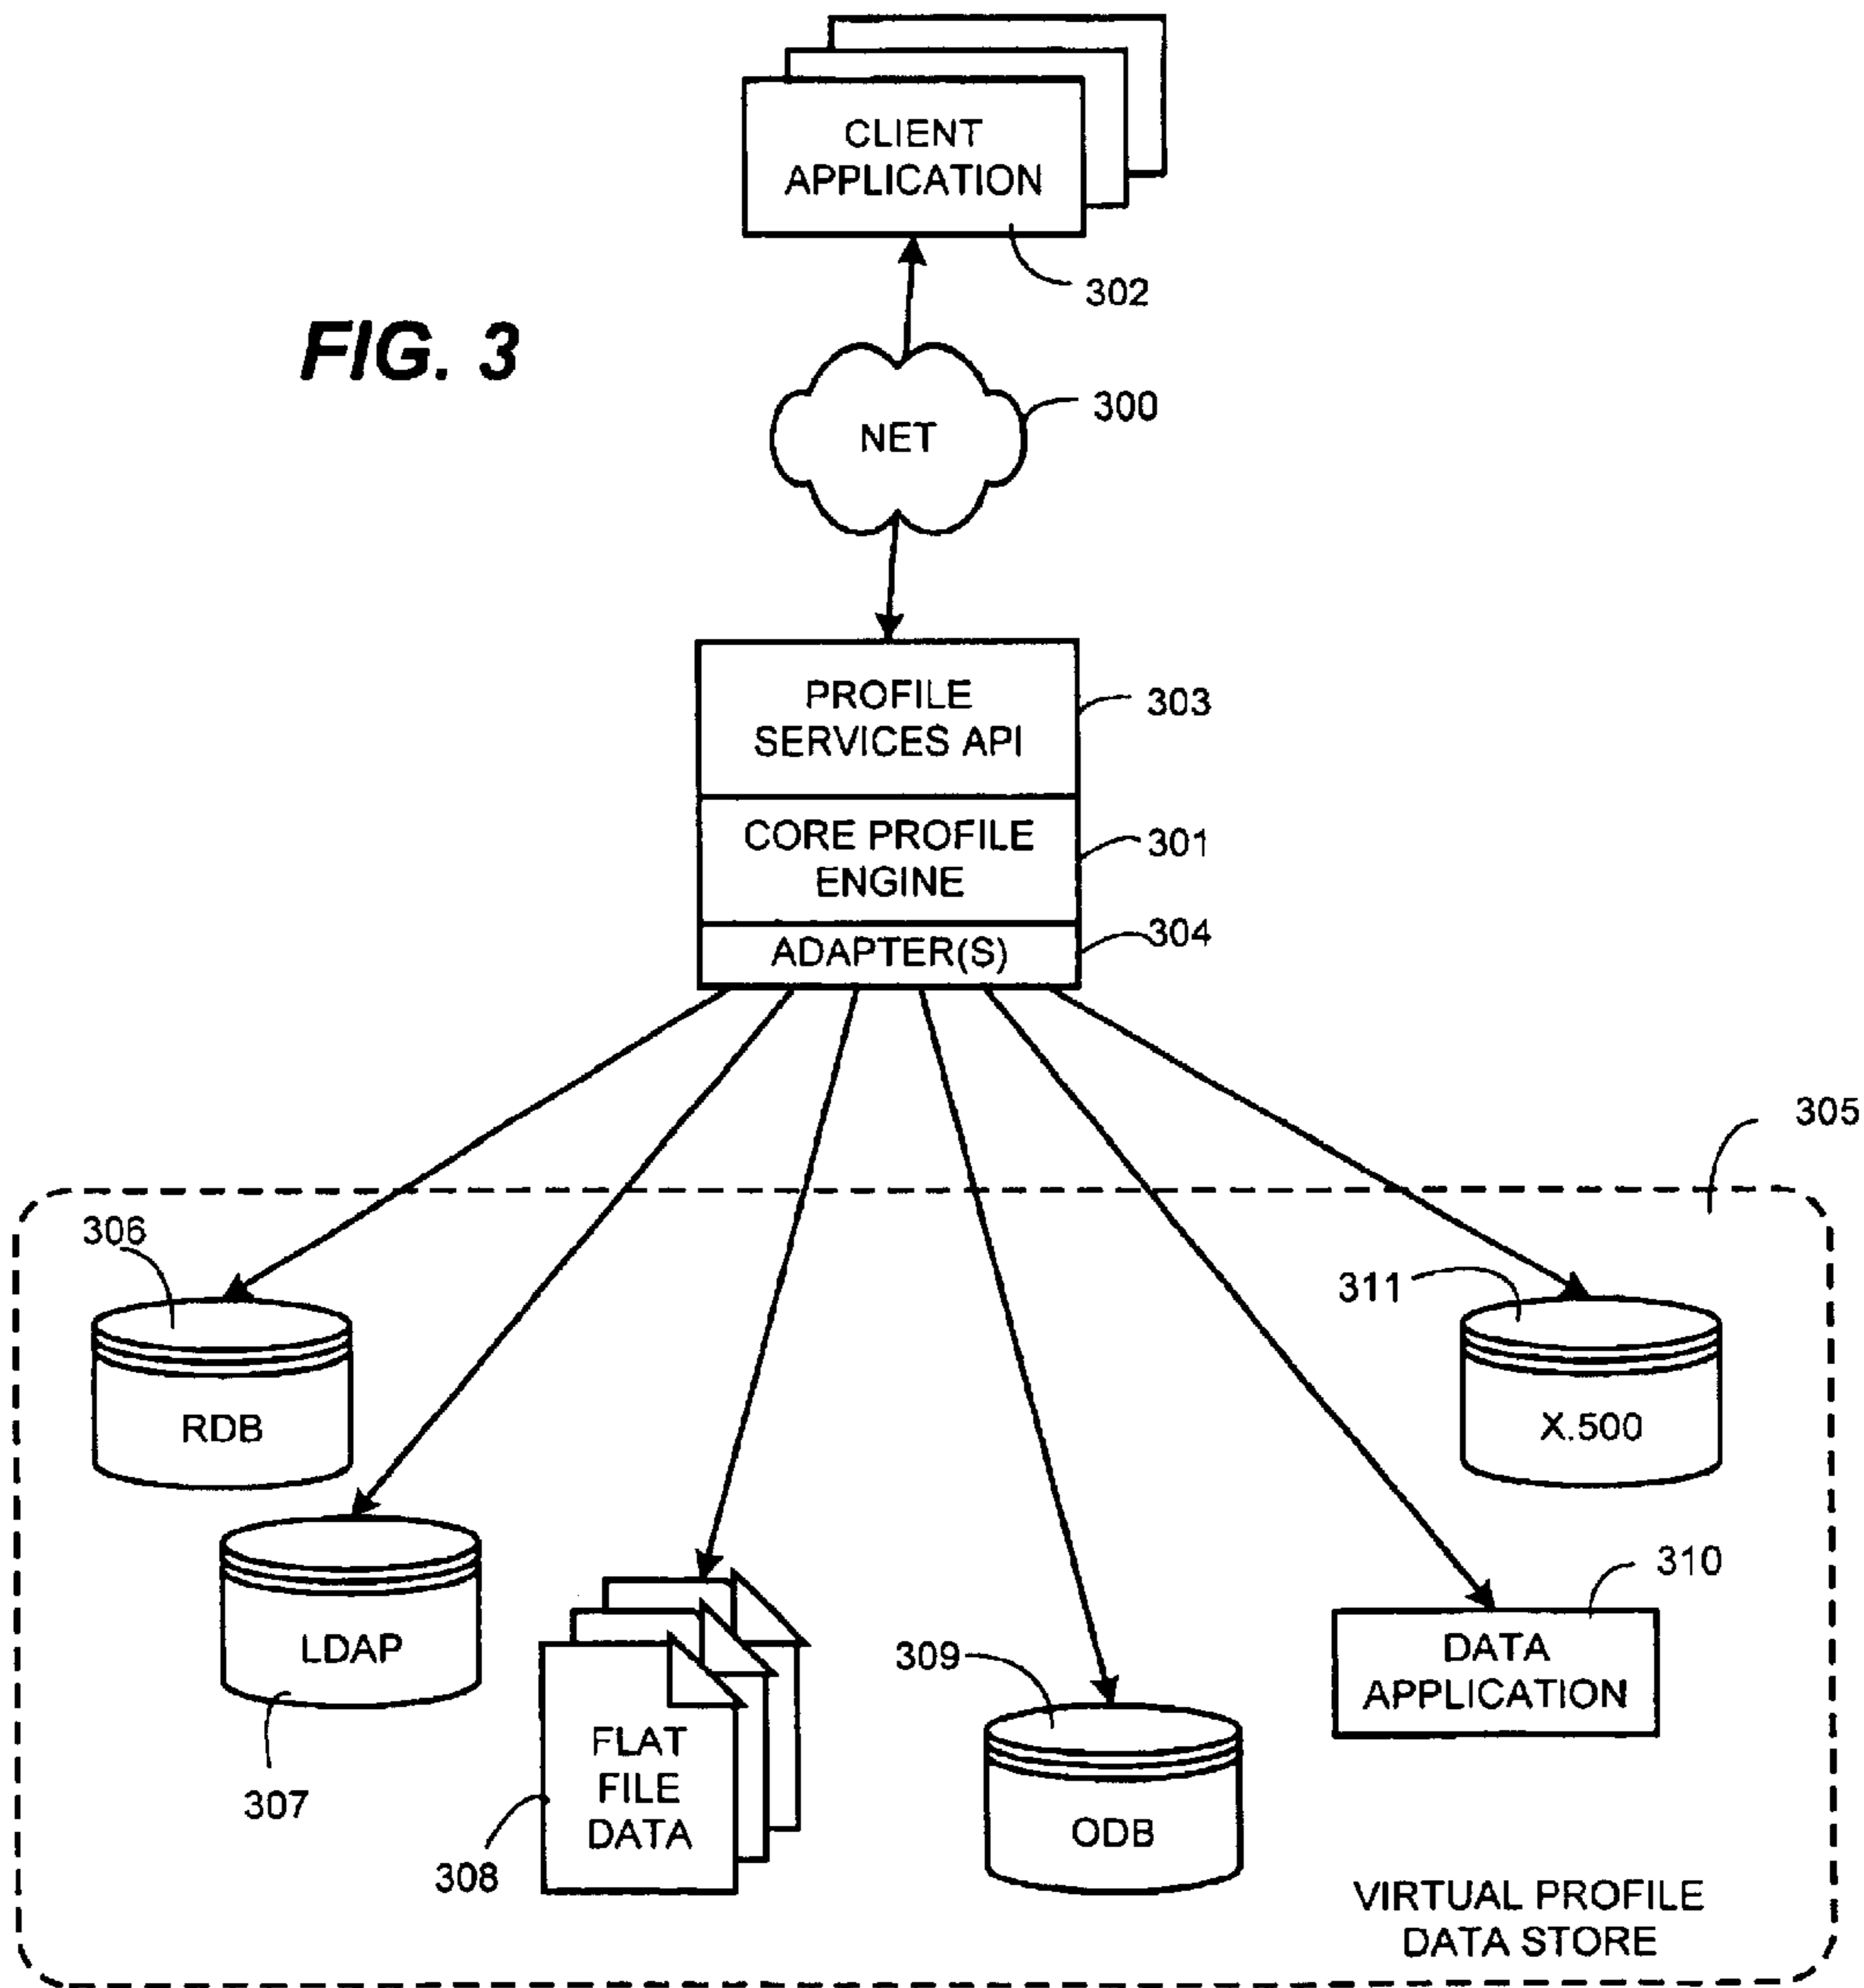 CLIENT
APPLICATION
302
FIG. 3
300
NET
PROFILE
SERVICES API
303
CORE PROFILE
ENGINE
301
ADAPTER(S)
304
305
306
311
RDB
X.500
310
LDAP
DATA
APPLICATION
309
307
FLAT
FILE
DATA
308
ODB
VIRTUAL PROFILE
DATA STORE